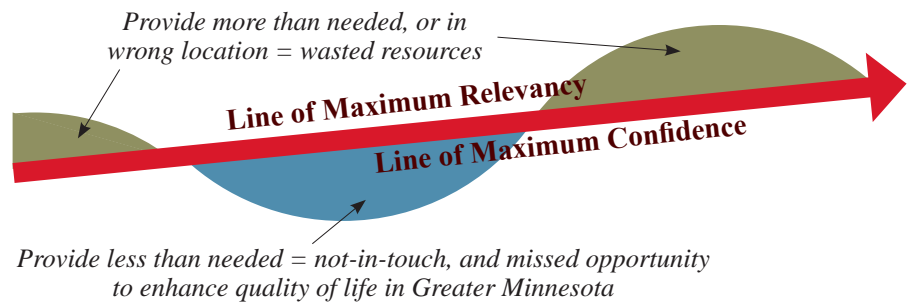 Provide more than needed, or in
wrong location = wasted resources
Line of Maximum Relevancy
Line of Maximum Confidence
Provide less than needed = not-in-touch, and missed opportunity
to enhance quality of life in Greater Minnesota